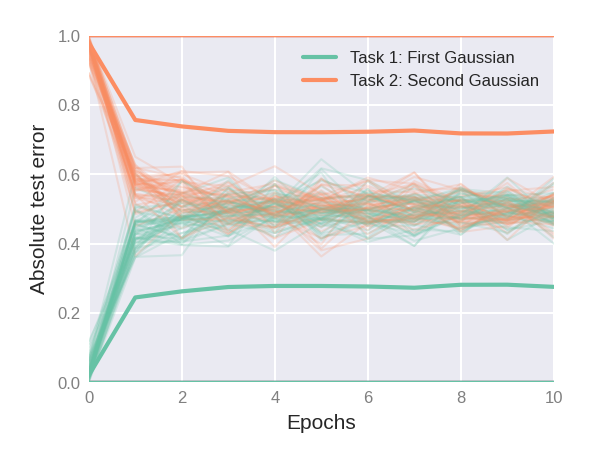 1.0
0.8
0.6
0.4
0.2
0.0
Absolute test error
Task 1: First Gaussian
Task 2: Second Gaussian
0 2 4 6 8 10
Epochs